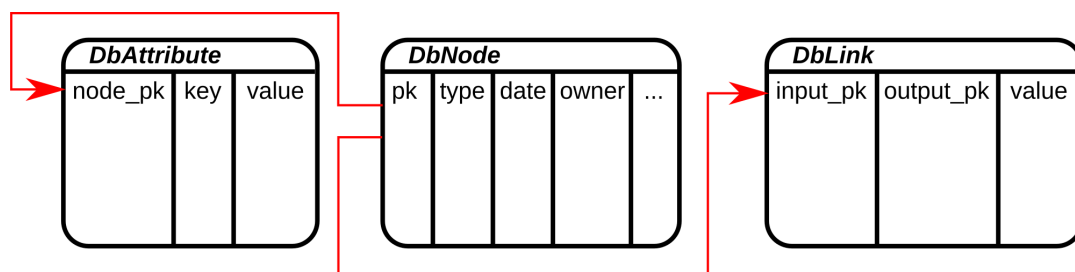 DbAttribute
node_pk key value
DbNode
pk type date owner ...
DbLink
input_pk output_pk value